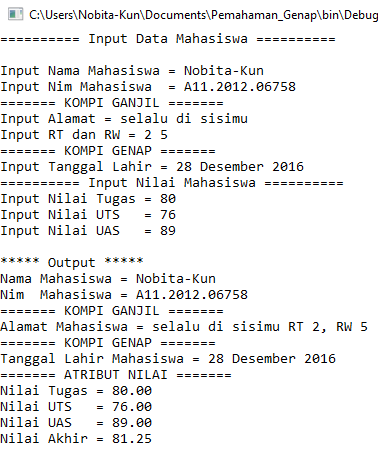 C:\Users\Nobita-Kun\Documents\Pemahaman_Genap\bin\Debug
========== Input Data Mahasiswa ==========
Input Nama Mahasiswa = Nobita-Kun
Input Nim Mahasiswa  = A11.2012.06758
======= KOMPI GANJIL =======
Input Alamat = selalu di sisimu
Input RT dan RW = 2 5
======= KOMPI GENAP =======
Input Tanggal Lahir = 28 Desember 2016
========== Input Nilai Mahasiswa ==========
Input Nilai Tugas = 80
Input Nilai UTS   = 76
Input Nilai UAS   = 89
***** Output *****
Nama Mahasiswa = Nobita-Kun
Nim  Mahasiswa = A11.2012.06758
======= KOMPI GANJIL =======
Alamat Mahasiswa = selalu di sisimu RT 2, RW 5
======= KOMPI GENAP =======
Tanggal Lahir Mahasiswa = 28 Desember 2016
======= ATRIBUT NILAI =======
Nilai Tugas = 80.00
Nilai UTS   = 76.00
Nilai UAS   = 89.00
Nilai Akhir = 81.25